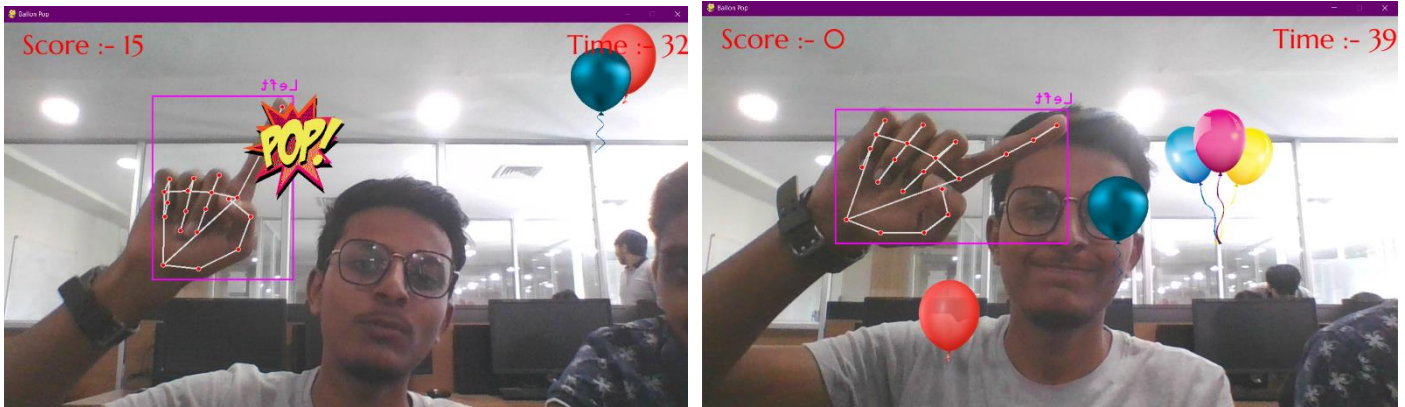 Ballon Pop
Score :- 15
Time :- 32
Left
POP!
Ballon Pop
Score :- 0
Time :- 39
Left